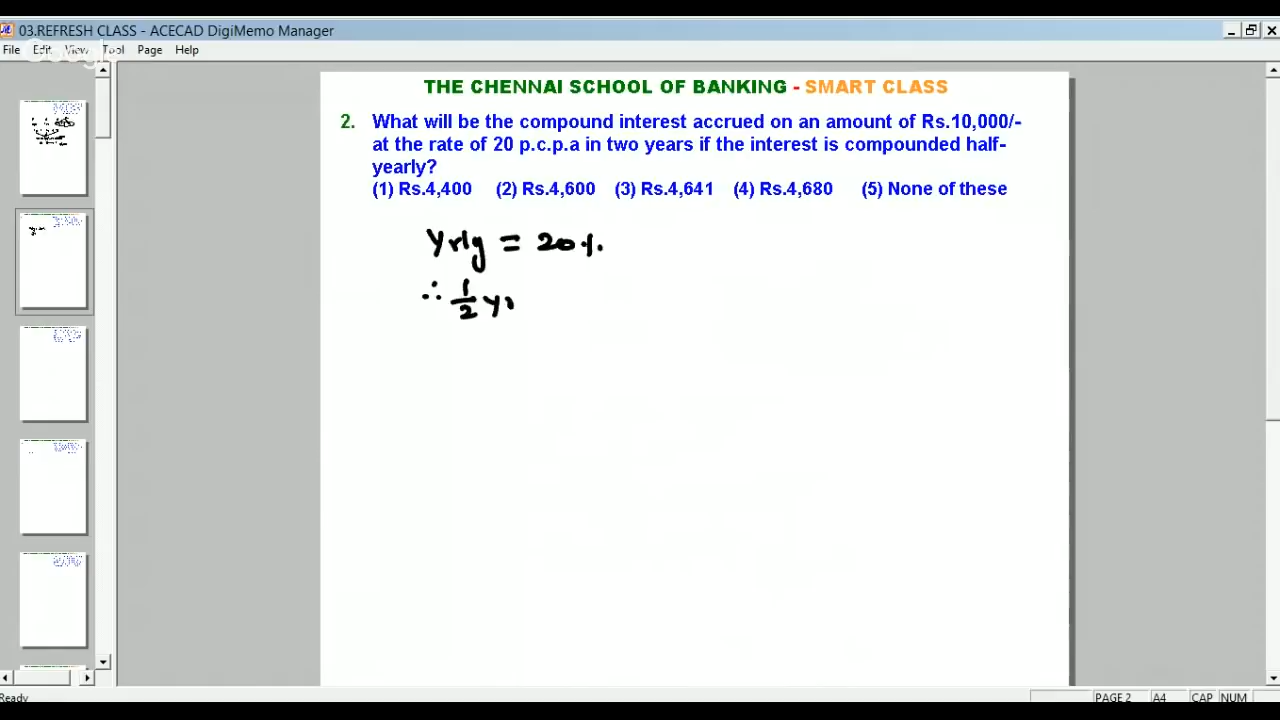 03.REFRESH CLASS - ACECAD DigiMemo Manager
File Edit View Tool Page Help
Google
THE CHENNAI SCHOOL OF BANKING - SMART CLASS
2. What will be the compound interest accrued on an amount of Rs.10,000/-
at the rate of 20 p.c.p.a in two years if the interest is compounded half-
yearly?
(1) Rs.4,400 (2) Rs.4,600 (3) Rs.4,641 (4) Rs.4,680 (5) None of these
Yrly = 20%
∴ 1/2 yr
Ready PAGE 2 A4 CAP NUM